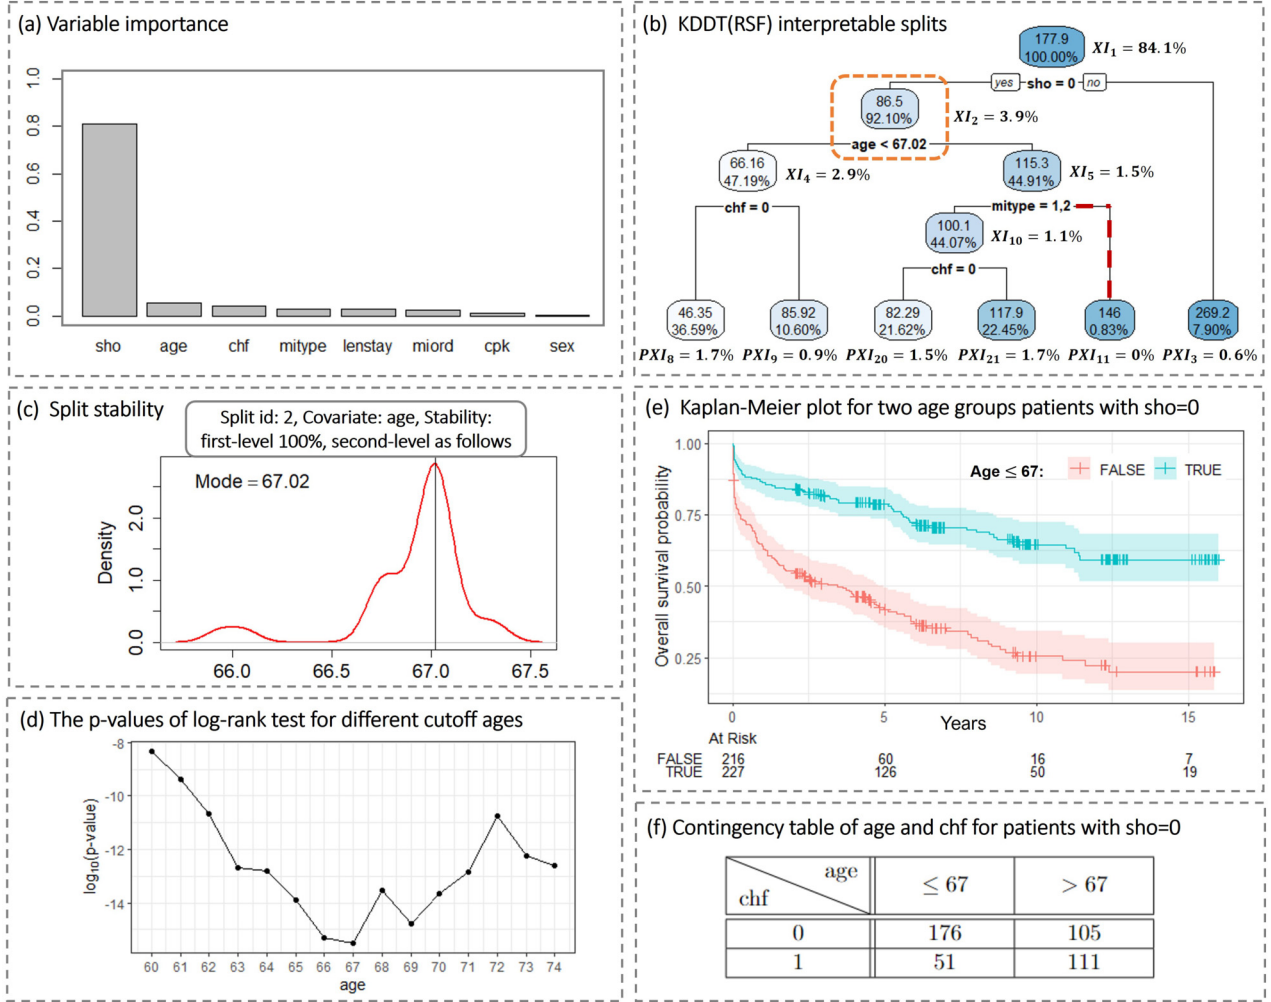 (a) Variable importance
1.0
0.8
0.6
0.4
0.2
0.0
sho age chf mitype lenstay miord cpk sex
(b) KDDT(RSF) interpretable splits
177.9
100.00%
XI1 = 84.1%
yes sho = 0 no
86.5
92.10%
XI2 = 3.9%
age < 67.02
66.16
47.19%
XI4 = 2.9%
115.3
44.91%
XI5 = 1.5%
chf = 0
mitype = 1,2
100.1
44.07%
XI10 = 1.1%
chf = 0
46.35 85.92 82.29 117.9 146 269.2
36.59% 10.60% 21.62% 22.45% 0.83% 7.90%
PXI8 = 1.7% PXI9 = 0.9% PXI20 = 1.5% PXI21 = 1.7% PXI11 = 0% PXI3 = 0.6%
(c) Split stability
Split id: 2, Covariate: age, Stability:
first-level 100%, second-level as follows
Mode = 67.02
Density
2.0
1.0
0.0
66.0 66.5 67.0 67.5
(d) The p-values of log-rank test for different cutoff ages
log10(p-value)
-8
-10
-12
-14
60 61 62 63 64 65 66 67 68 69 70 71 72 73 74
age
(e) Kaplan-Meier plot for two age groups patients with sho=0
Overall survival probability
1.00
0.75
0.50
0.25
Age ≤ 67: FALSE TRUE
0 5 10 15
Years
At Risk
FALSE 216 60 16 7
TRUE 227 126 50 19
(f) Contingency table of age and chf for patients with sho=0
age
chf
≤ 67 > 67
0 176 105
1 51 111